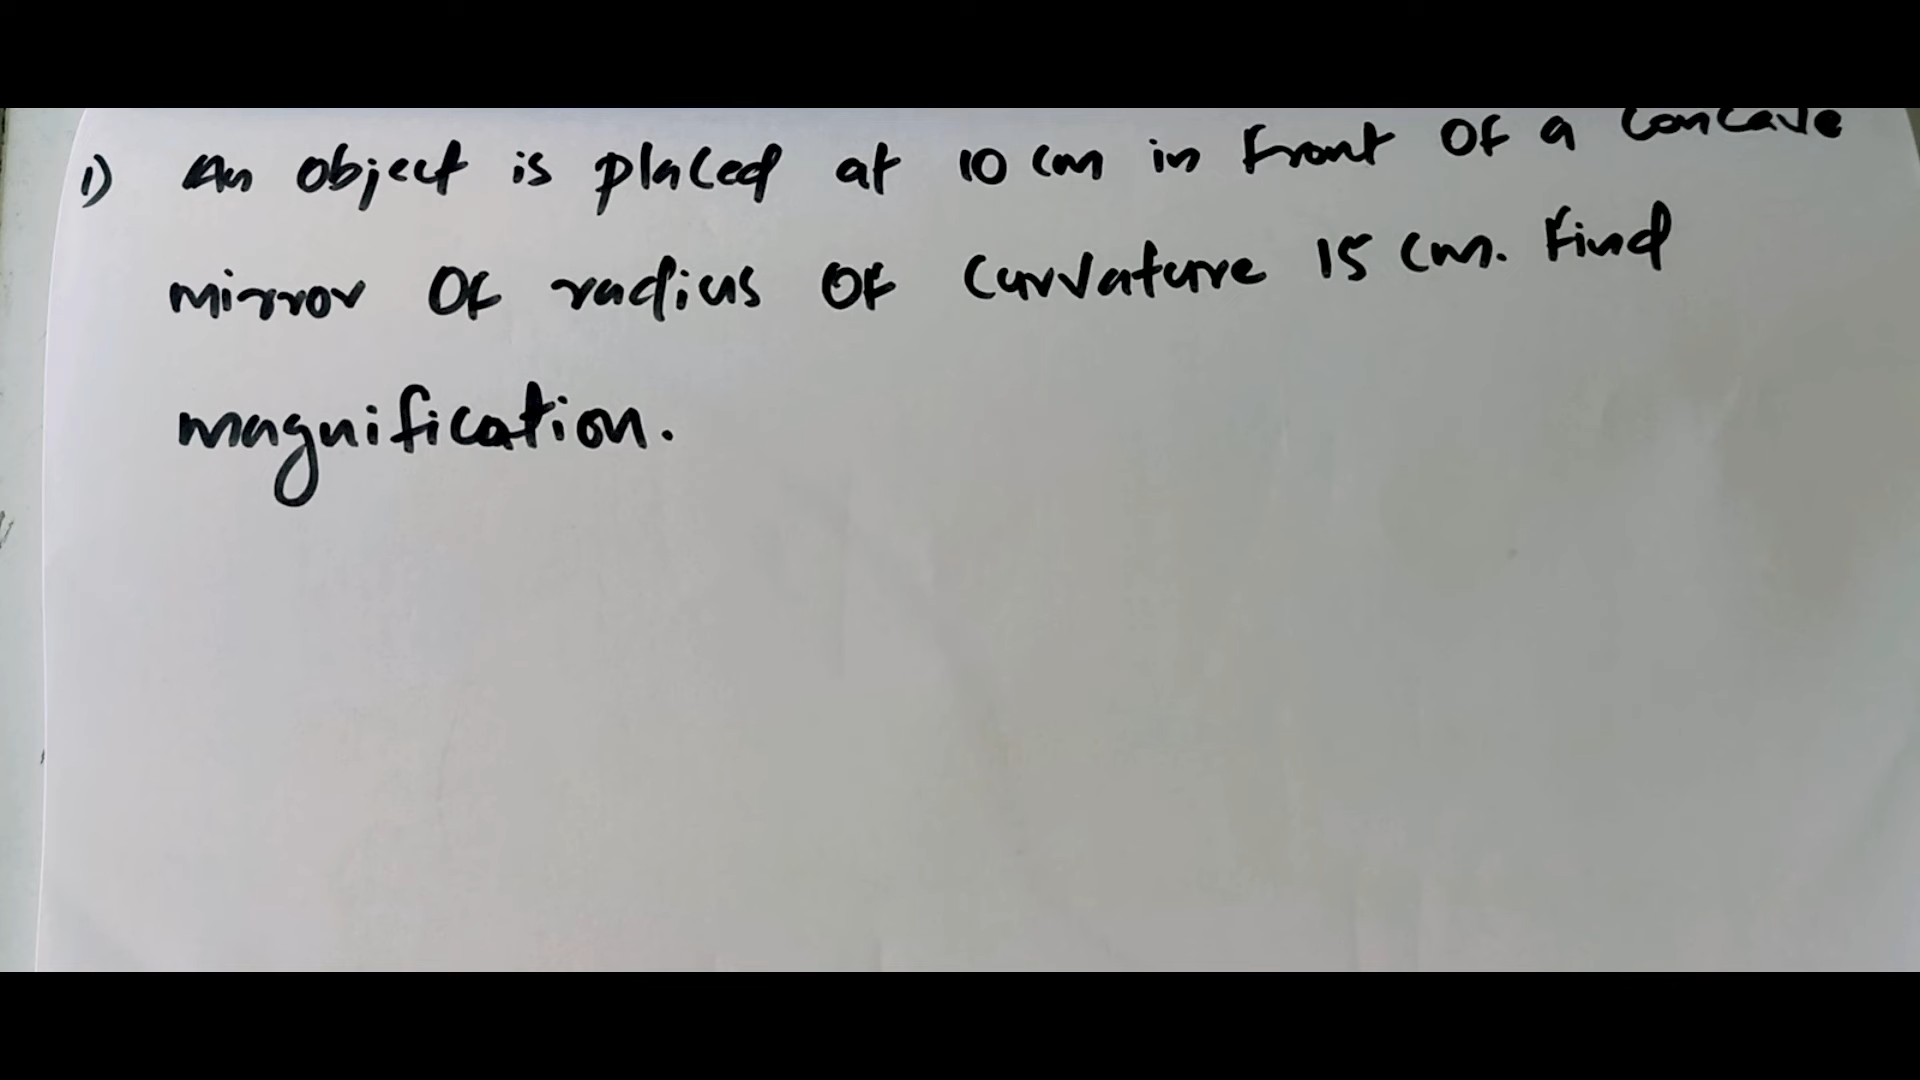 1) An object is placed at 10 cm in front of a concave
mirror of radius of curvature 15 cm. Find
magnification.